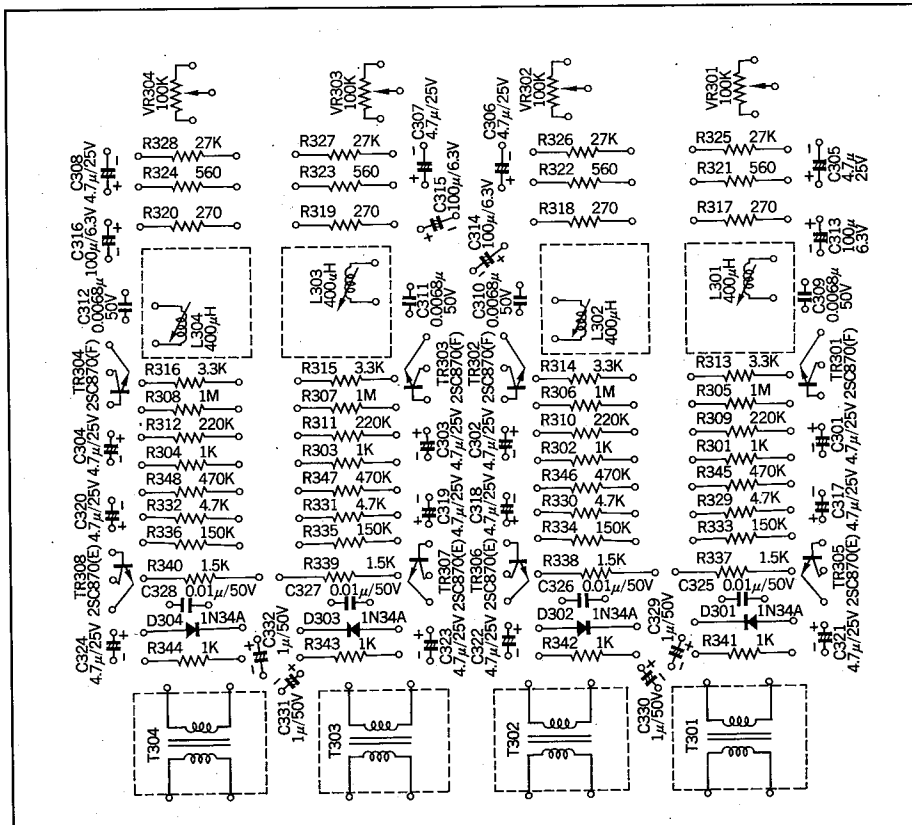 VR304
100K
VR303
100K
VR302
100K
VR301
100K
C308
4.7μ/25V
R328 27K
R324 560
R320 270
C316
100μ/6.3V
R327 27K
R323 560
R319 270
C307
4.7μ/25V
C315
100μ/6.3V
C306
4.7μ/25V
C314
100μ/6.3V
R326 27K
R322 560
R318 270
R325 27K
R321 560
R317 270
C305
4.7μ
25V
C313
100μ
6.3V
C312
0.0068μ
50V
L304
400μH
L303
400μH
C311
0.0068μ
50V
C310
0.0068μ
50V
L302
400μH
L301
400μH
C309
0.0068μ
50V
TR304
2SC870(F)
C304
4.7μ/25V
C320
4.7μ/25V
TR308
2SC870(E)
C324
4.7μ/25V
R316 3.3K
R308 1M
R312 220K
R304 1K
R348 470K
R332 4.7K
R336 150K
R340 1.5K
C328 0.01μ/50V
D304 1N34A
R344 1K
C332
1μ/50V
C331
1μ/50V
R315 3.3K
R307 1M
R311 220K
R303 1K
R347 470K
R331 4.7K
R335 150K
R339 1.5K
C327 0.01μ/50V
D303 1N34A
R343 1K
TR303
2SC870(F)
C303
4.7μ/25V
C319
4.7μ/25V
TR307
2SC870(E)
C323
4.7μ/25V
TR302
2SC870(F)
C302
4.7μ/25V
C318
4.7μ/25V
TR306
2SC870(E)
C322
4.7μ/25V
R314 3.3K
R306 1M
R310 220K
R302 1K
R346 470K
R330 4.7K
R334 150K
R338 1.5K
C326 0.01μ/50V
D302 1N34A
R342 1K
C329
1μ/50V
C330
1μ/50V
R313 3.3K
R305 1M
R309 220K
R301 1K
R345 470K
R329 4.7K
R333 150K
R337 1.5K
C325 0.01μ/50V
D301 1N34A
R341 1K
TR301
2SC870(F)
C301
4.7μ/25V
C317
4.7μ/25V
TR305
2SC870(E)
C321
4.7μ/25V
T304
T303
T302
T301